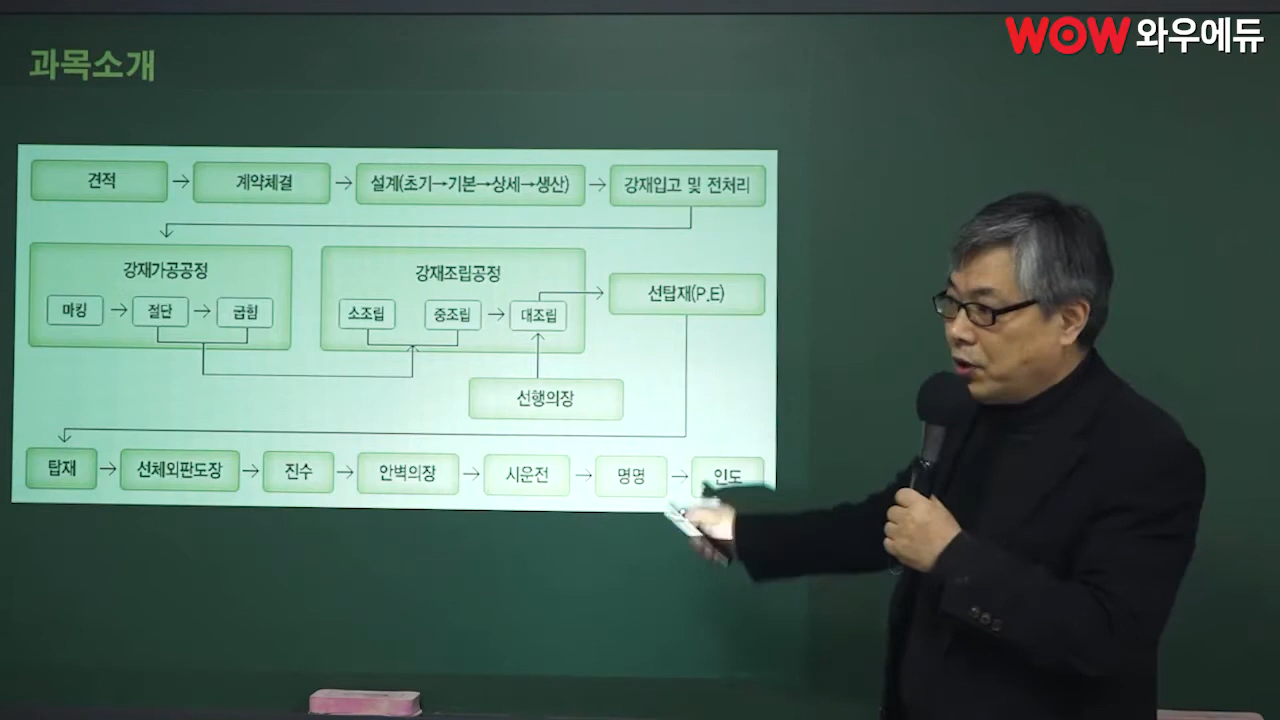 WOW 와우에듀
과목소개
견적 → 계약체결 → 설계(초기→기본→상세→생산) → 강재입고 및 전처리
강재가공공정
마킹 → 절단 → 굽힘
강재조립공정
소조립 중조립 → 대조립
선탑재(P.E)
선행의장
탑재 → 선체외판도장 → 진수 → 안벽의장 → 시운전 → 명명 → 인도